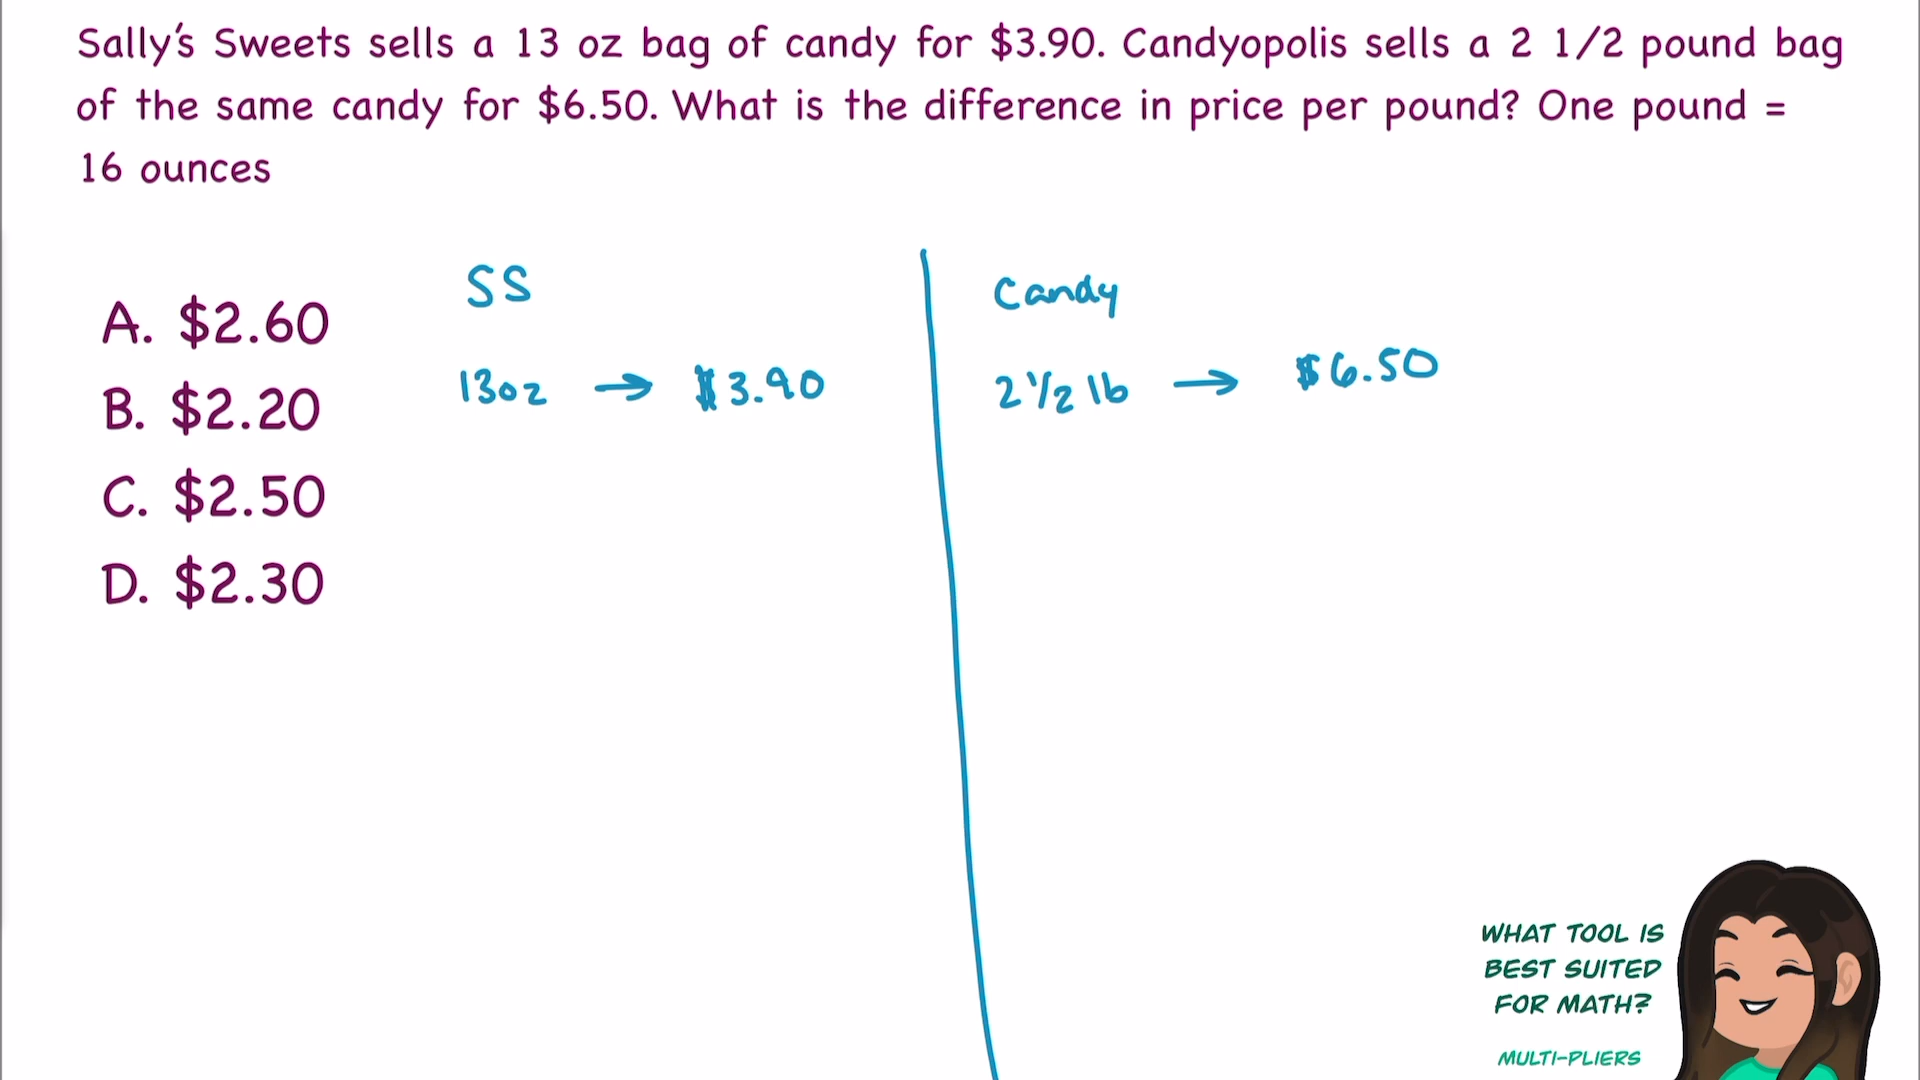 Sally's Sweets sells a 13 oz bag of candy for $3.90. Candyopolis sells a 2 1/2 pound bag
of the same candy for $6.50. What is the difference in price per pound? One pound =
16 ounces
A. $2.60
B. $2.20
C. $2.50
D. $2.30
SS
13oz → $3.90
Candy
2 1/2 lb → $6.50
WHAT TOOL IS
BEST SUITED
FOR MATH?
MULTI-PLIERS